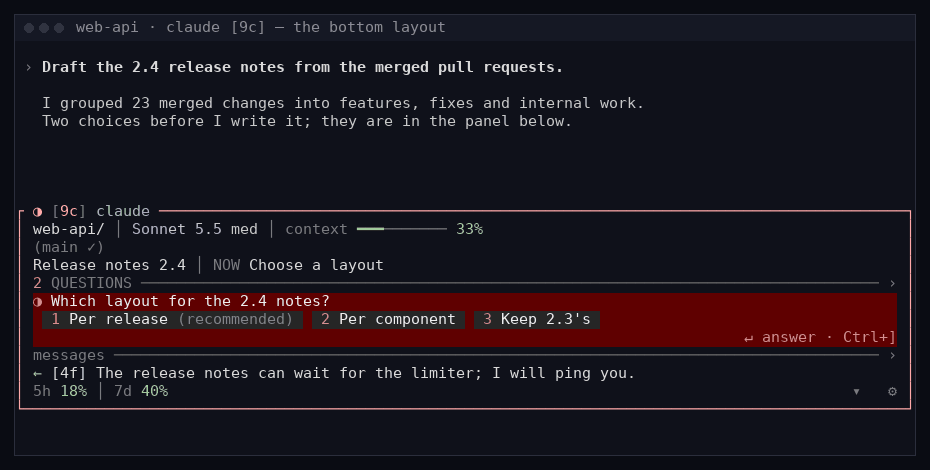 web-api · claude [9c] — the bottom layout
› Draft the 2.4 release notes from the merged pull requests.
I grouped 23 merged changes into features, fixes and internal work.
Two choices before I write it; they are in the panel below.
◑ [9c] claude
web-api/ │ Sonnet 5.5 med │ context 33%
(main ✓)
Release notes 2.4 │ NOW Choose a layout
2 QUESTIONS ›
◑ Which layout for the 2.4 notes?
1 Per release (recommended) 2 Per component 3 Keep 2.3's
↵ answer · Ctrl+]
messages ›
← [4f] The release notes can wait for the limiter; I will ping you.
5h 18% │ 7d 40% ▾ ⚙